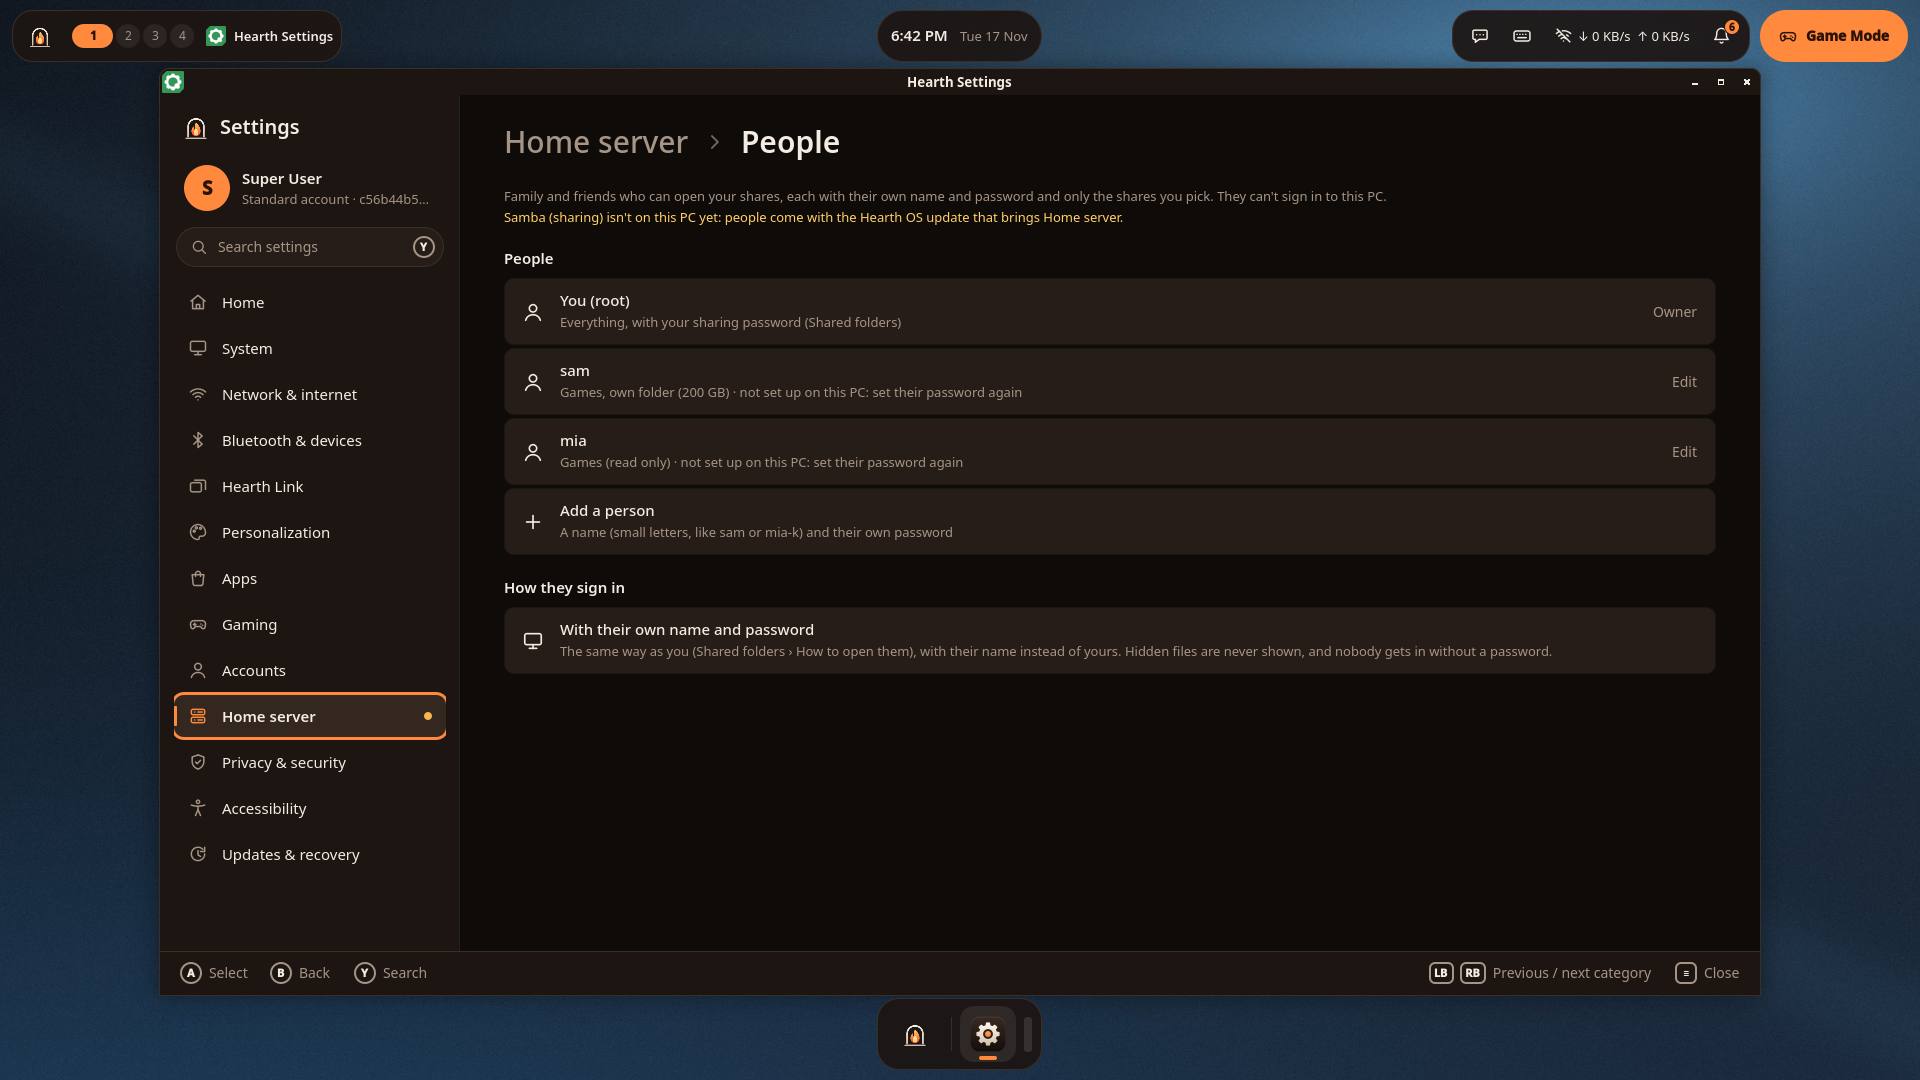 1 2 3 4 Hearth Settings
6:42 PM Tue 17 Nov
↓ 0 KB/s ↑ 0 KB/s 6 Game Mode
Hearth Settings
Settings
S Super User
Standard account · c56b44b5...
Search settings Y
Home
System
Network & internet
Bluetooth & devices
Hearth Link
Personalization
Apps
Gaming
Accounts
Home server
Privacy & security
Accessibility
Updates & recovery
Home server > People
Family and friends who can open your shares, each with their own name and password and only the shares you pick. They can't sign in to this PC.
Samba (sharing) isn't on this PC yet: people come with the Hearth OS update that brings Home server.
People
You (root)
Everything, with your sharing password (Shared folders)
Owner
sam
Games, own folder (200 GB) · not set up on this PC: set their password again
Edit
mia
Games (read only) · not set up on this PC: set their password again
Edit
Add a person
A name (small letters, like sam or mia-k) and their own password
How they sign in
With their own name and password
The same way as you (Shared folders › How to open them), with their name instead of yours. Hidden files are never shown, and nobody gets in without a password.
A Select B Back Y Search
LB RB Previous / next category ≡ Close